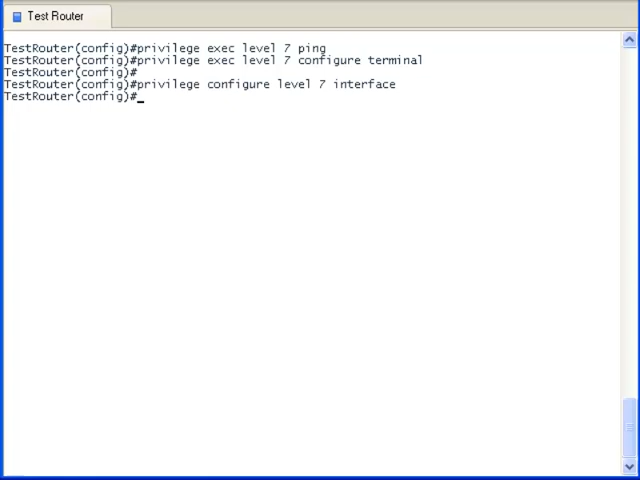 Test Router
TestRouter(config)#privilege exec level 7 ping
TestRouter(config)#privilege exec level 7 configure terminal
TestRouter(config)#
TestRouter(config)#privilege configure level 7 interface
TestRouter(config)#_